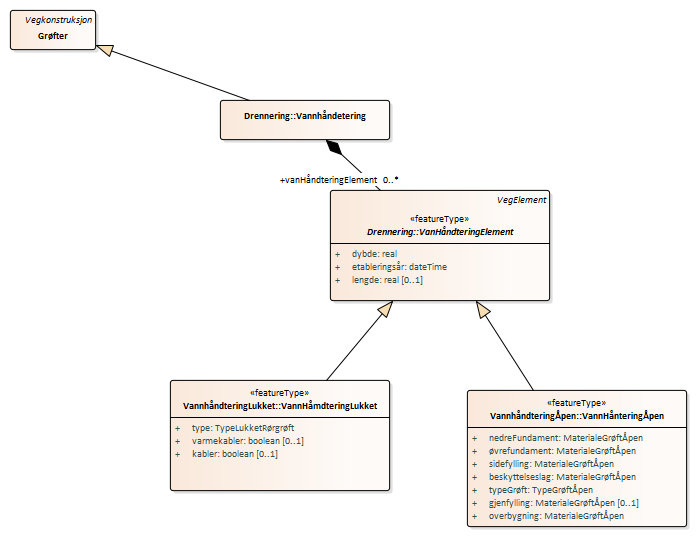 Vegkonstruksjon
Grøfter
Drennering::Vannhåndetering
+vanHåndteringElement 0..*
VegElement
«featureType»
Drennering::VanHåndteringElement
+ dybde: real
+ etableringsår: dateTime
+ lengde: real [0..1]
«featureType»
VannhåndteringLukket::VannHåmdteringLukket
+ type: TypeLukketRørgrøft
+ varmekabler: boolean [0..1]
+ kabler: boolean [0..1]
«featureType»
VannhåndteringÅpen::VannHånteringÅpen
+ nedreFundament: MaterialeGrøftÅpen
+ øvrefundament: MaterialeGrøftÅpen
+ sidefylling: MaterialeGrøftÅpen
+ beskyttelseslag: MaterialeGrøftÅpen
+ typeGrøft: TypeGrøftÅpen
+ gjenfylling: MaterialeGrøftÅpen [0..1]
+ overbygning: MaterialeGrøftÅpen